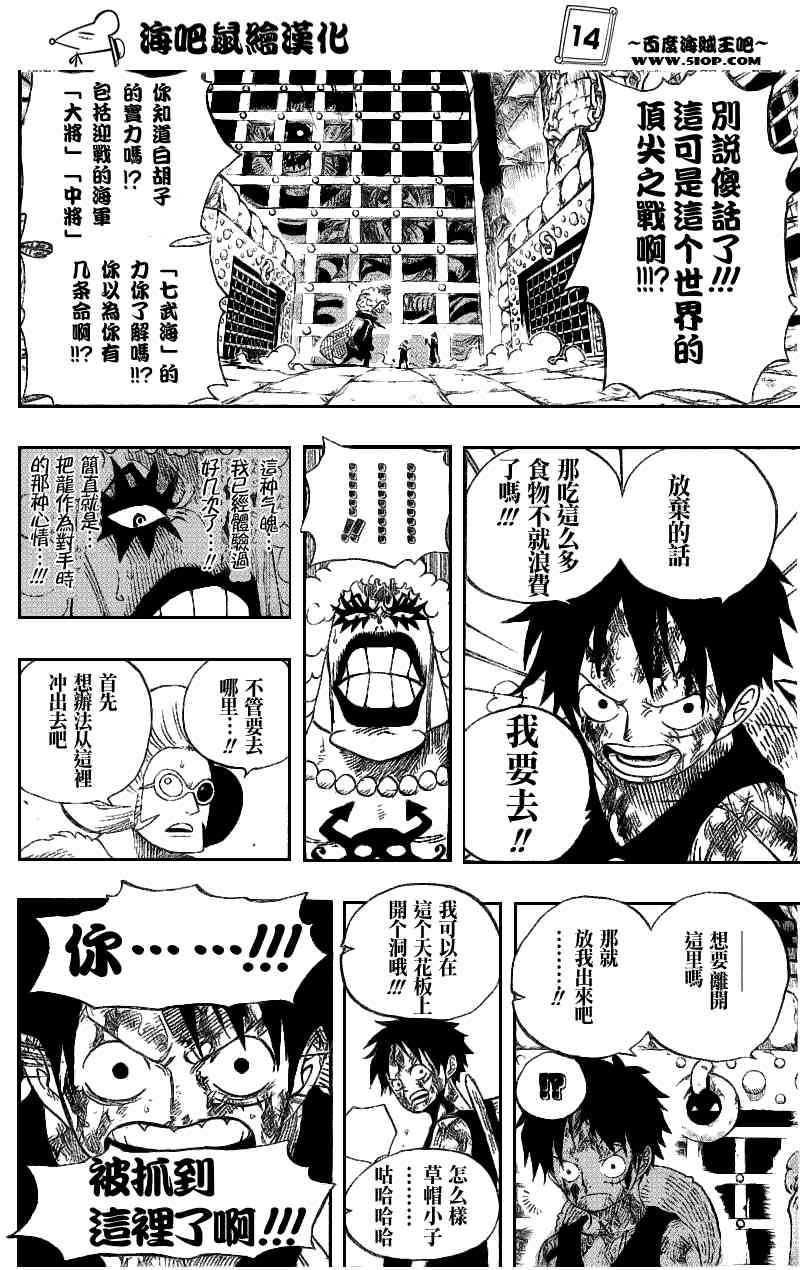 海吧鼠繪漢化
14
~百度海賊王吧~
WWW.5IOP.COM
別說傻話了!!!
這可是這个世界的
頂尖之戰啊!!!?
你知道白胡子
的實力嗎!?
包括迎戰的海軍
「大將」「中將」
「七武海」的
力你了解嗎!!?
你以為你有
几条命啊!!?
放棄的話
那吃這么多
食物不就浪費
了嗎!!!
我要去!!
這种气魄…
我已經體驗過
好几次了…!!
簡直就是…
把龍作為對手時
的那种心情…!!!
不管要去
哪里…!!
首先
想辦法从這裡
冲出去吧
想要離開
這里嗎
那就
放我出來吧
………!!
!?
我可以在
這个天花板上
開个洞哦!!!
怎么樣
草帽小子
………
咕哈哈哈
你……!!!
被抓到
這裡了啊!!!